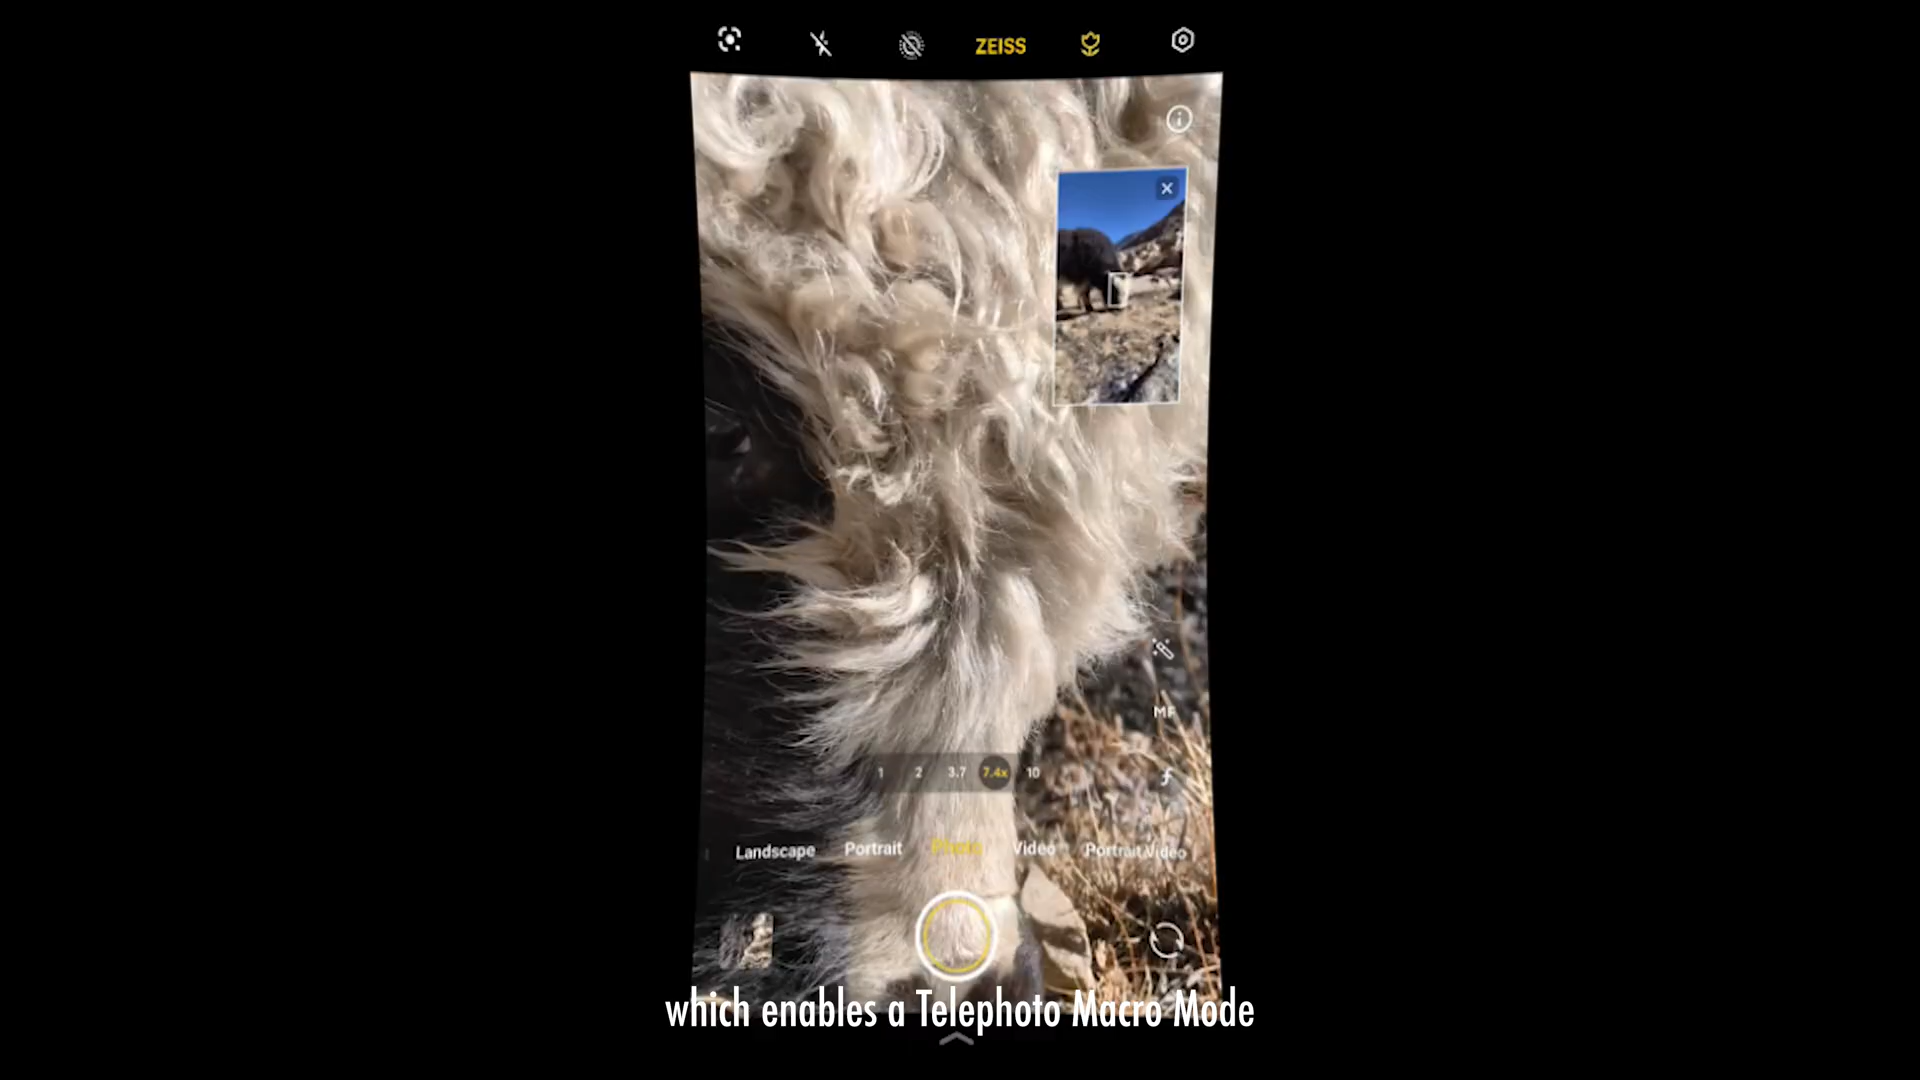 ZEISS
MF
1 2 3.7 7.4x 10
Landscape Portrait Photo Video Portrait Video
which enables a Telephoto Macro Mode